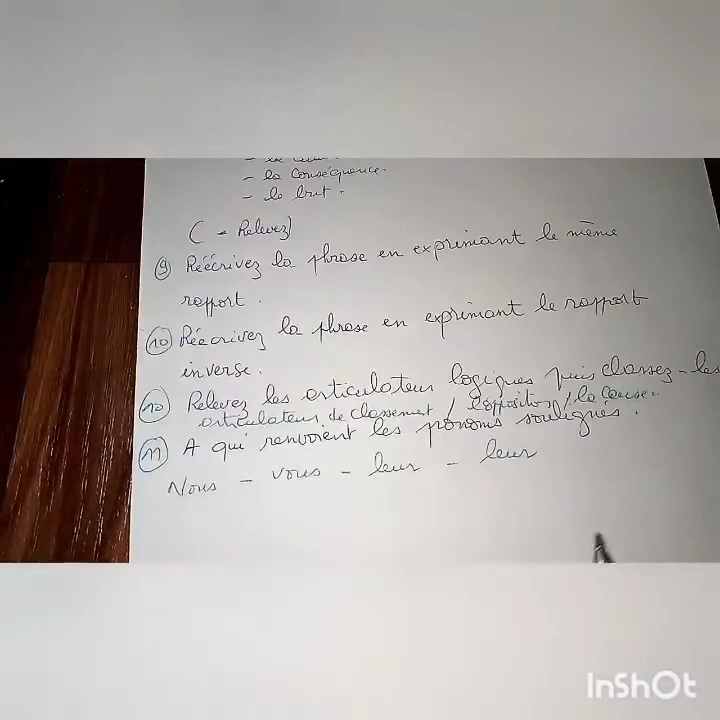 - la conséquence.
- le but.
( = Relevez)
9 Réécrivez la phrase en exprimant le même
rapport.
10 Réécrivez la phrase en exprimant le rapport
inverse.
10 Relevez les articulateurs logiques puis classez-les
articulateurs de classement / l'opposition / la cause.
11 A qui renvoient les pronoms soulignés.
Nous - vous - leur - leur
InShOt